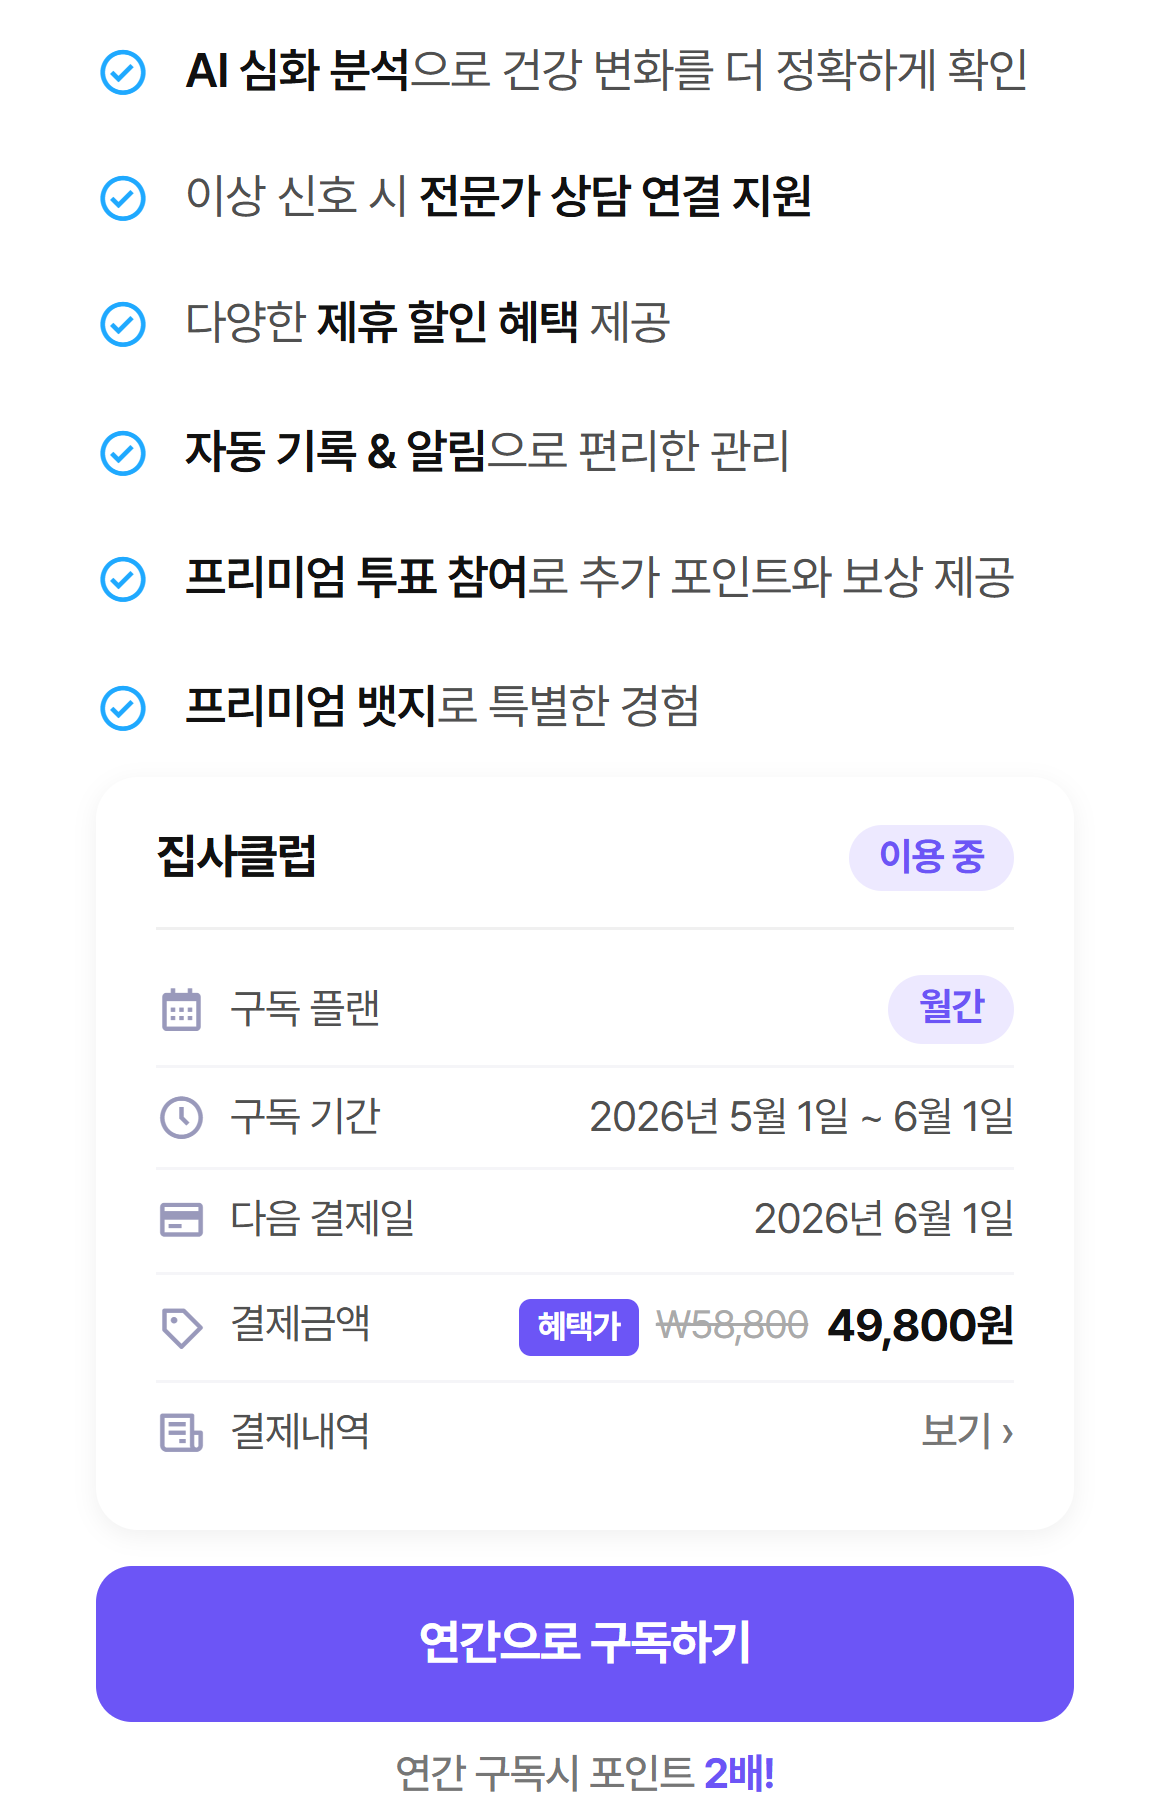 AI 심화 분석으로 건강 변화를 더 정확하게 확인
이상 신호 시 전문가 상담 연결 지원
다양한 제휴 할인 혜택 제공
자동 기록 & 알림으로 편리한 관리
프리미엄 투표 참여로 추가 포인트와 보상 제공
프리미엄 뱃지로 특별한 경험
집사클럽 이용 중
구독 플랜 월간
구독 기간 2026년 5월 1일 ~ 6월 1일
다음 결제일 2026년 6월 1일
결제금액 혜택가 ₩58,800 49,800원
결제내역 보기 ›
연간으로 구독하기
연간 구독시 포인트 2배!